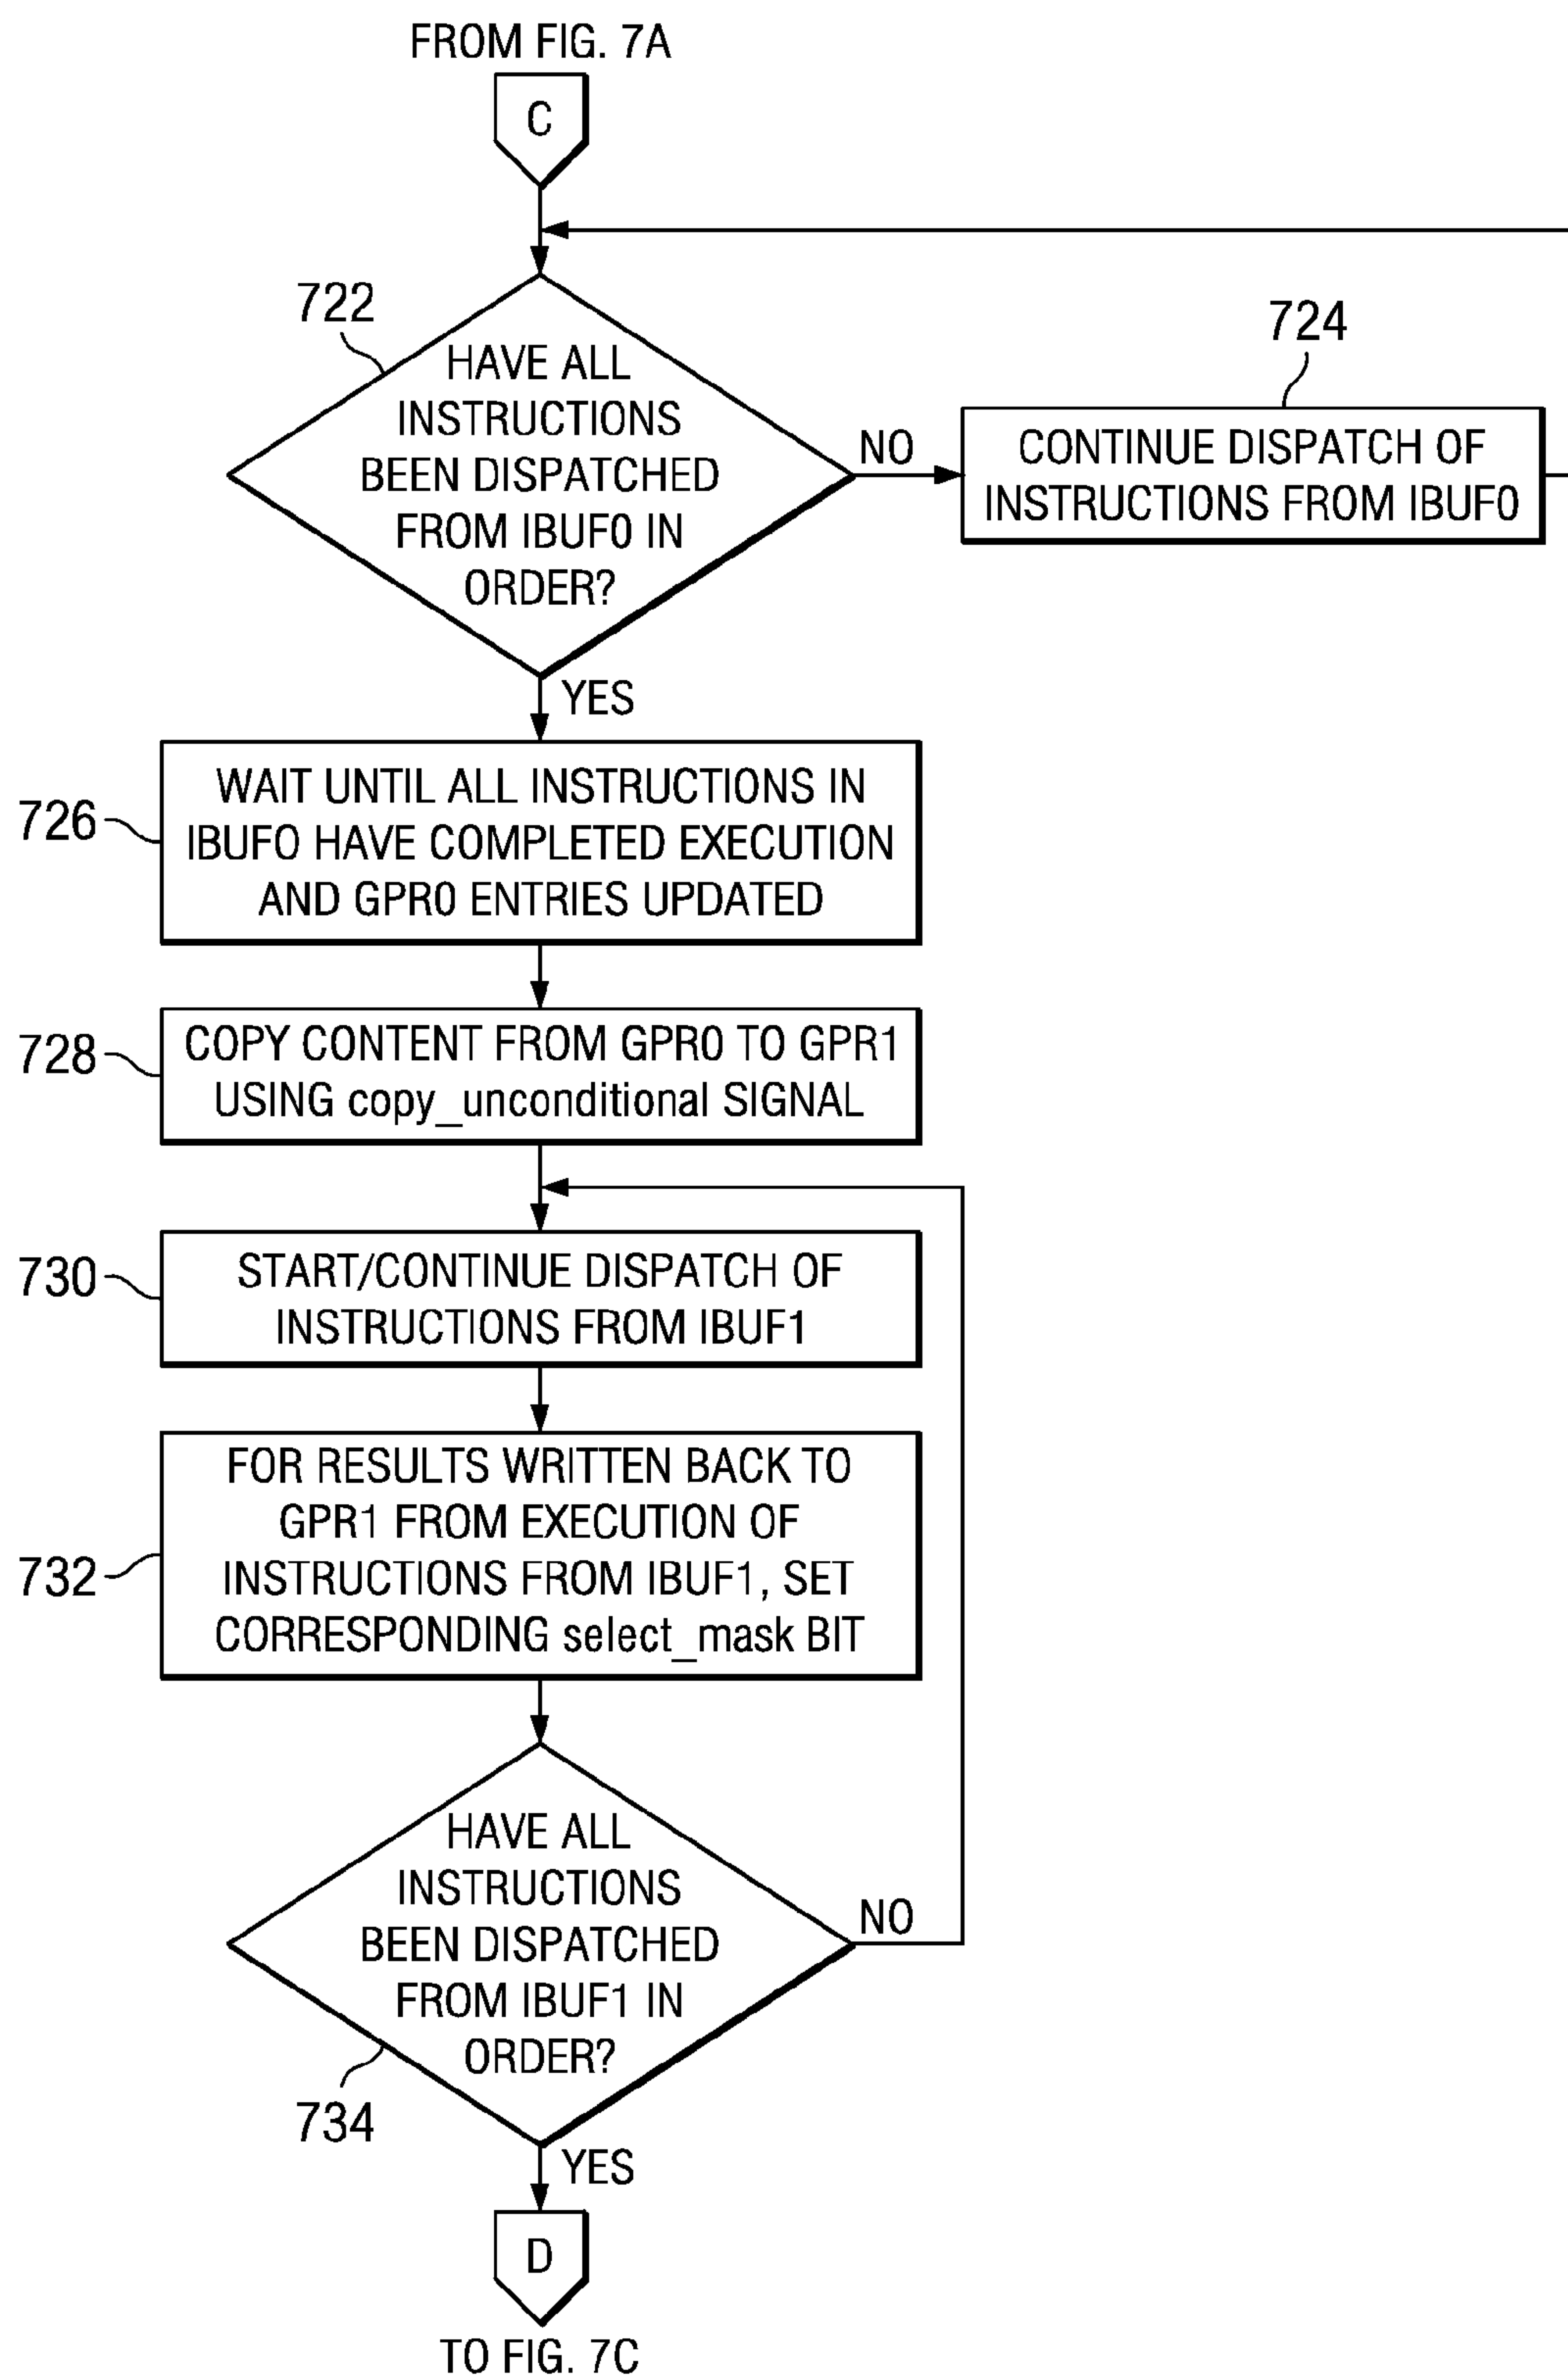 FROM FIG. 7A
C
722
HAVE ALL
INSTRUCTIONS
BEEN DISPATCHED
FROM IBUF0 IN
ORDER?
NO
724
CONTINUE DISPATCH OF
INSTRUCTIONS FROM IBUF0
YES
726
WAIT UNTIL ALL INSTRUCTIONS IN
IBUFO HAVE COMPLETED EXECUTION
AND GPR0 ENTRIES UPDATED
728
COPY CONTENT FROM GPR0 TO GPR1
USING copy_unconditional SIGNAL
730
START/CONTINUE DISPATCH OF
INSTRUCTIONS FROM IBUF1
732
FOR RESULTS WRITTEN BACK TO
GPR1 FROM EXECUTION OF
INSTRUCTIONS FROM IBUF1, SET
CORRESPONDING select_mask BIT
HAVE ALL
INSTRUCTIONS
BEEN DISPATCHED
FROM IBUF1 IN
ORDER?
NO
734
YES
D
TO FIG. 7C